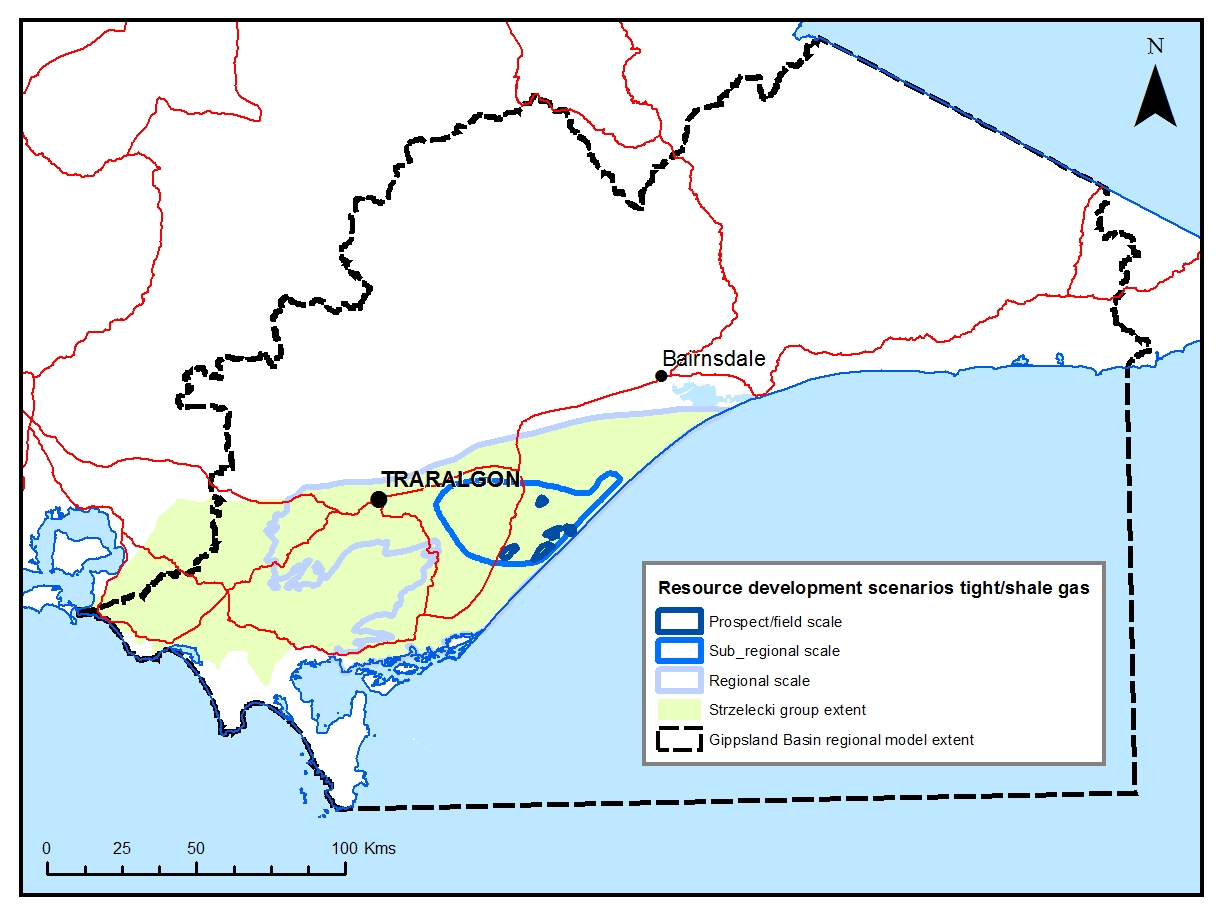 N
Bairnsdale
TRARALGON
Resource development scenarios tight/shale gas
Prospect/field scale
Sub_regional scale
Regional scale
Strzelecki group extent
Gippsland Basin regional model extent
0 25 50 100 Kms